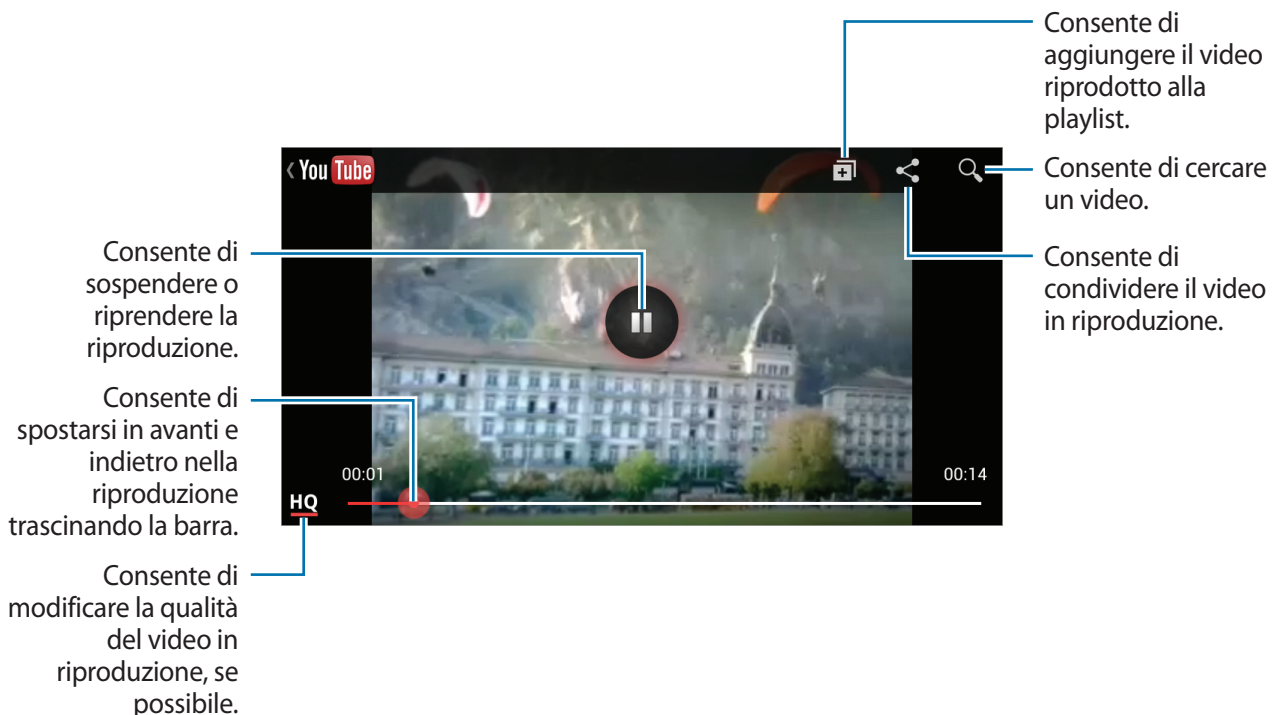 Consente di
aggiungere il video
riprodotto alla
playlist.
You Tube
Consente di cercare
un video.
Consente di
sospendere o
riprendere la
riproduzione.
Consente di
condividere il video
in riproduzione.
Consente di
spostarsi in avanti e
indietro nella
riproduzione
trascinando la barra.
00:01
00:14
HQ
Consente di
modificare la qualità
del video in
riproduzione, se
possibile.